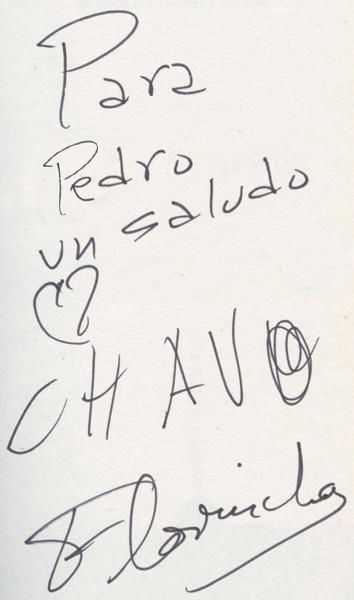 Para
Pedro
un saludo
CHAVO
Florinda